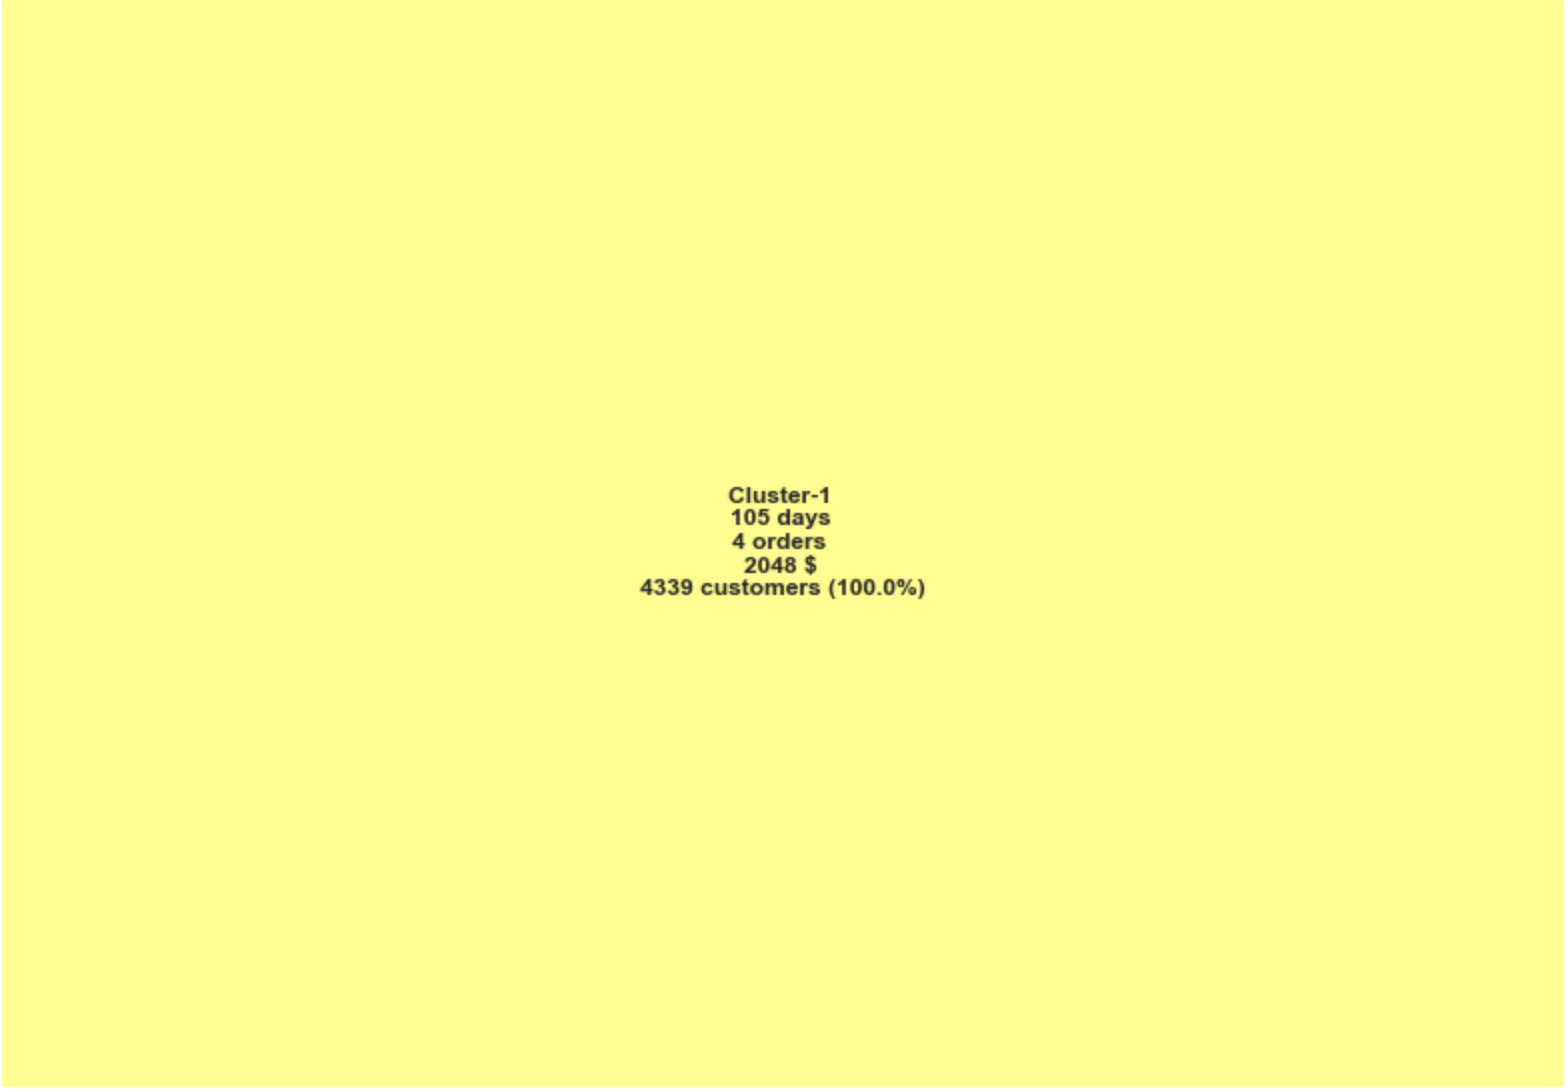 Cluster-1
105 days
4 orders
2048 $
4339 customers (100.0%)